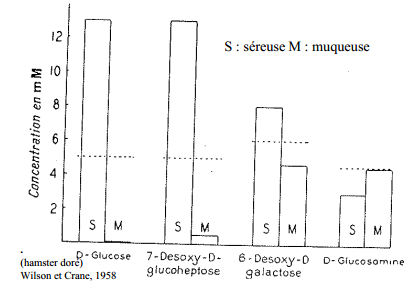 S : séreuse M : muqueuse
Concentration en mM
12
10
8
6
4
2
S M S M S M S M
D-Glucose 7-Desoxy-D- 6-Desoxy-D D-Glucosamine
glucoheptose galactose
(hamster doré)
Wilson et Crane, 1958